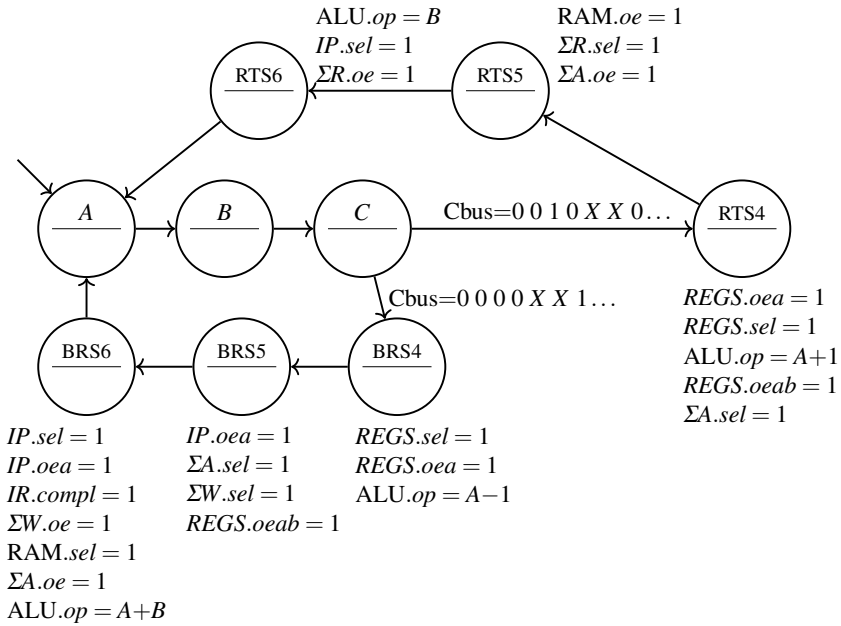 ALU.op = B
IP.sel = 1
ΣR.oe = 1
RAM.oe = 1
ΣR.sel = 1
ΣA.oe = 1
RTS6
RTS5
A
B
C
Cbus=0 0 1 0 X X 0...
RTS4
Cbus=0 0 0 0 X X 1...
REGS.oea = 1
REGS.sel = 1
ALU.op = A+1
REGS.oeab = 1
ΣA.sel = 1
BRS6
BRS5
BRS4
IP.sel = 1
IP.oea = 1
IR.compl = 1
ΣW.oe = 1
RAM.sel = 1
ΣA.oe = 1
ALU.op = A+B
IP.oea = 1
ΣA.sel = 1
ΣW.sel = 1
REGS.oeab = 1
REGS.sel = 1
REGS.oea = 1
ALU.op = A−1